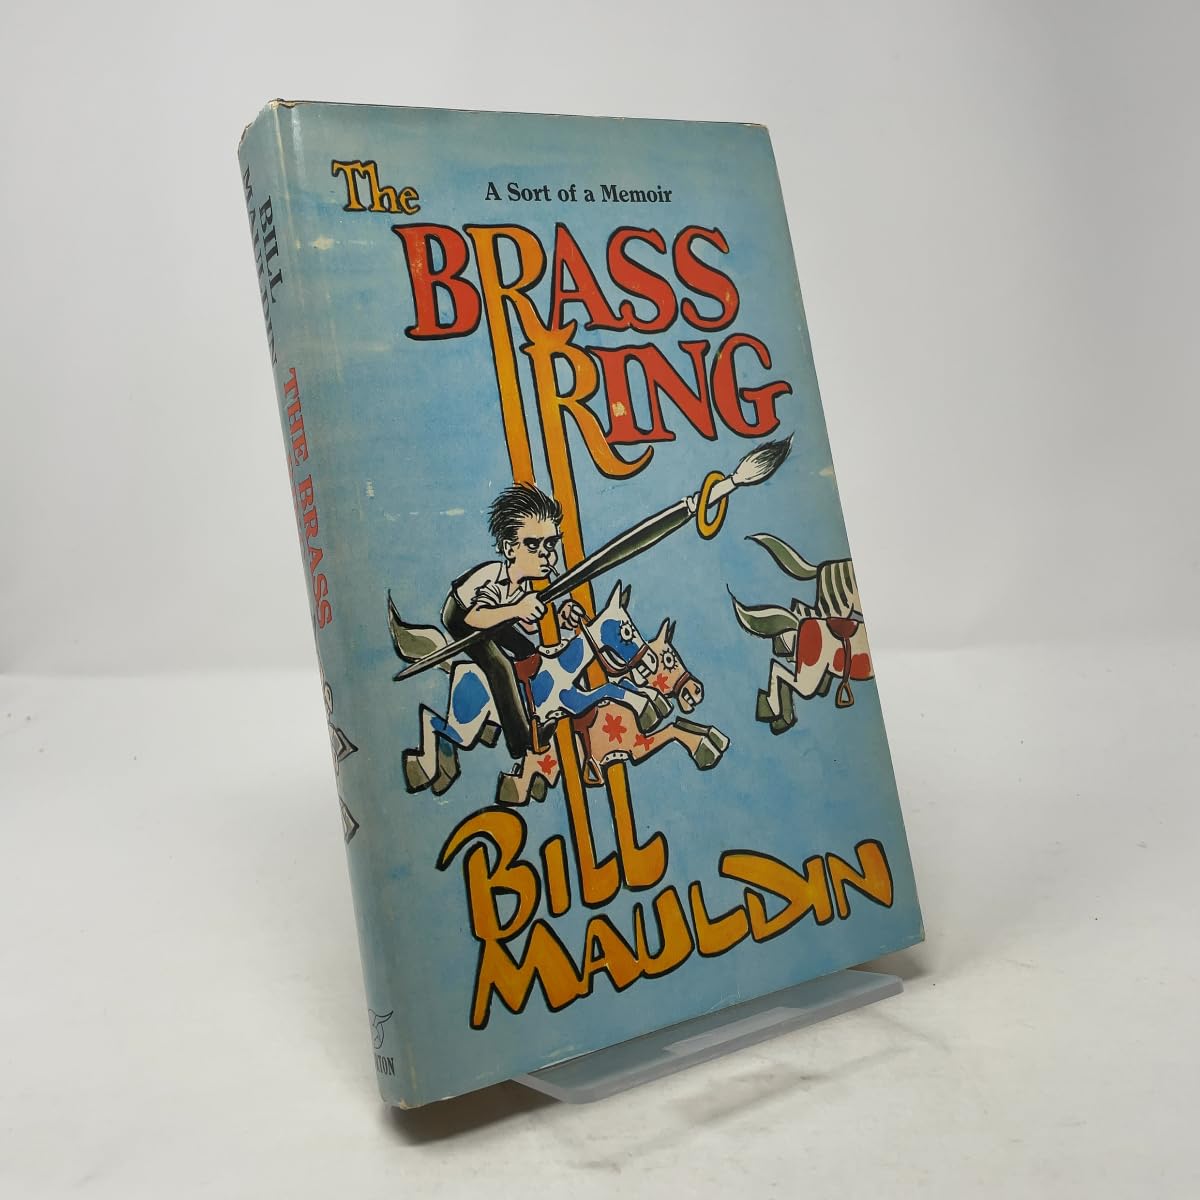 The
A Sort of a Memoir
BRASS
RING
BILL
MAULDIN
BILL
MAULDIN
THE BRASS